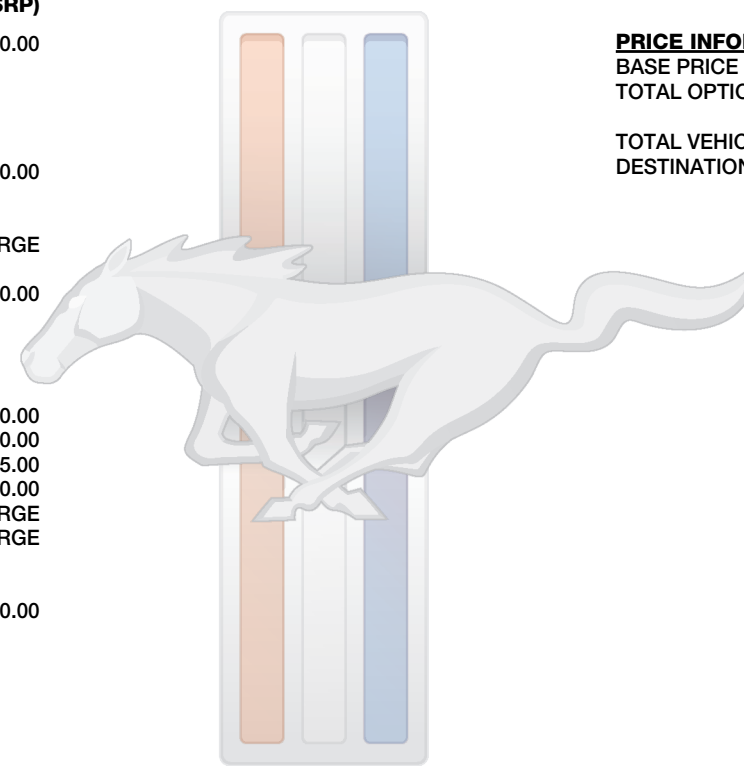 SRP)
0.00
0.00
RGE
0.00
0.00
0.00
5.00
0.00
RGE
RGE
0.00
PRICE INFO
BASE PRICE
TOTAL OPTIO
TOTAL VEHIC
DESTINATION